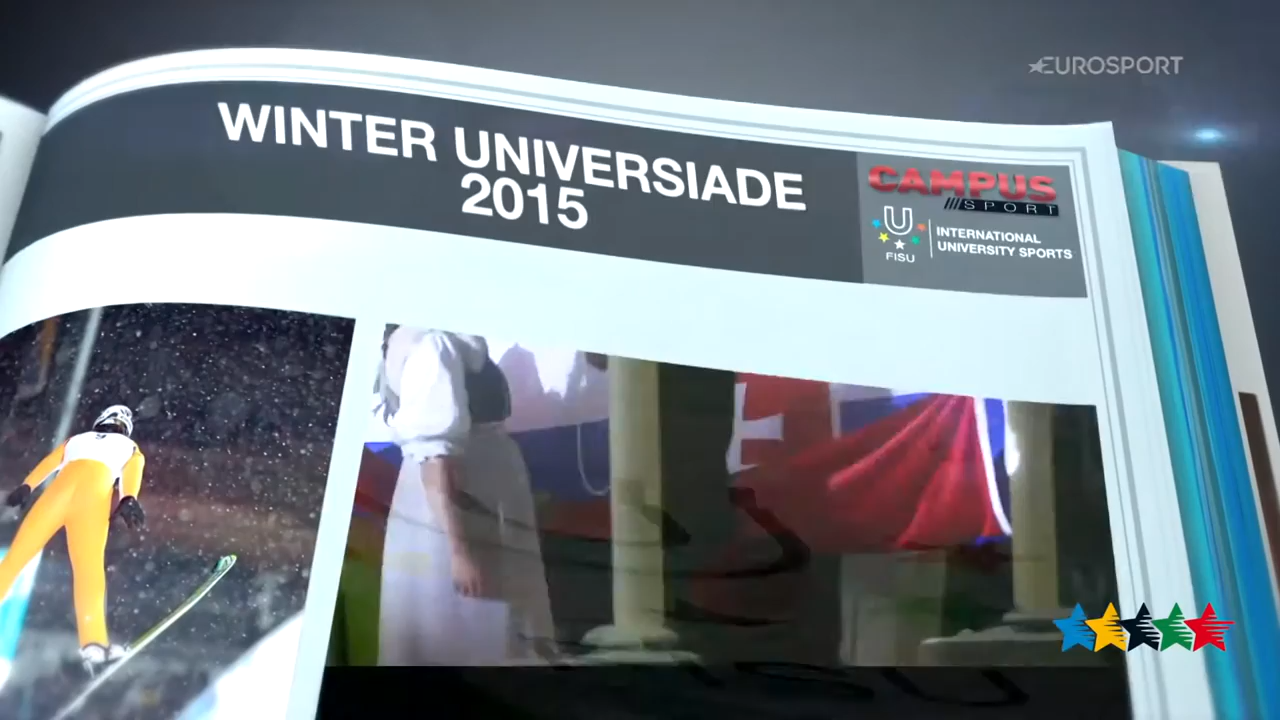 EUROSPORT
WINTER UNIVERSIADE
2015
CAMPUS
///SPORT
U
FISU
INTERNATIONAL
UNIVERSITY SPORTS